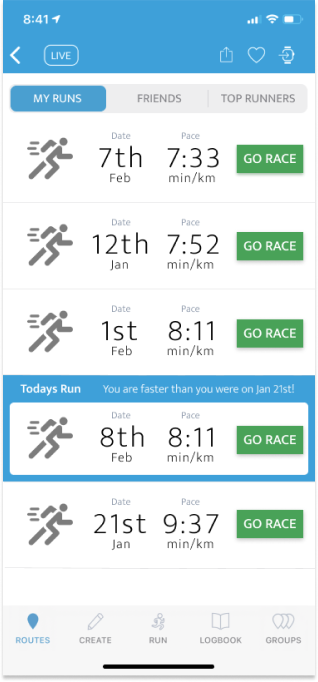 8:41
LIVE
MY RUNS FRIENDS TOP RUNNERS
Date Pace
7th 7:33 GO RACE
Feb min/km
Date Pace
12th 7:52 GO RACE
Jan min/km
Date Pace
1st 8:11 GO RACE
Feb min/km
Todays Run You are faster than you were on Jan 21st!
Date Pace
8th 8:11 GO RACE
Feb min/km
Date Pace
21st 9:37 GO RACE
Jan min/km
ROUTES CREATE RUN LOGBOOK GROUPS